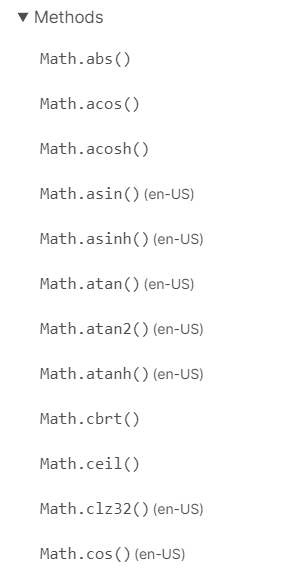 ▼ Methods
Math.abs()
Math.acos()
Math.acosh()
Math.asin() (en-US)
Math.asinh() (en-US)
Math.atan() (en-US)
Math.atan2() (en-US)
Math.atanh() (en-US)
Math.cbrt()
Math.ceil()
Math.clz32() (en-US)
Math.cos() (en-US)